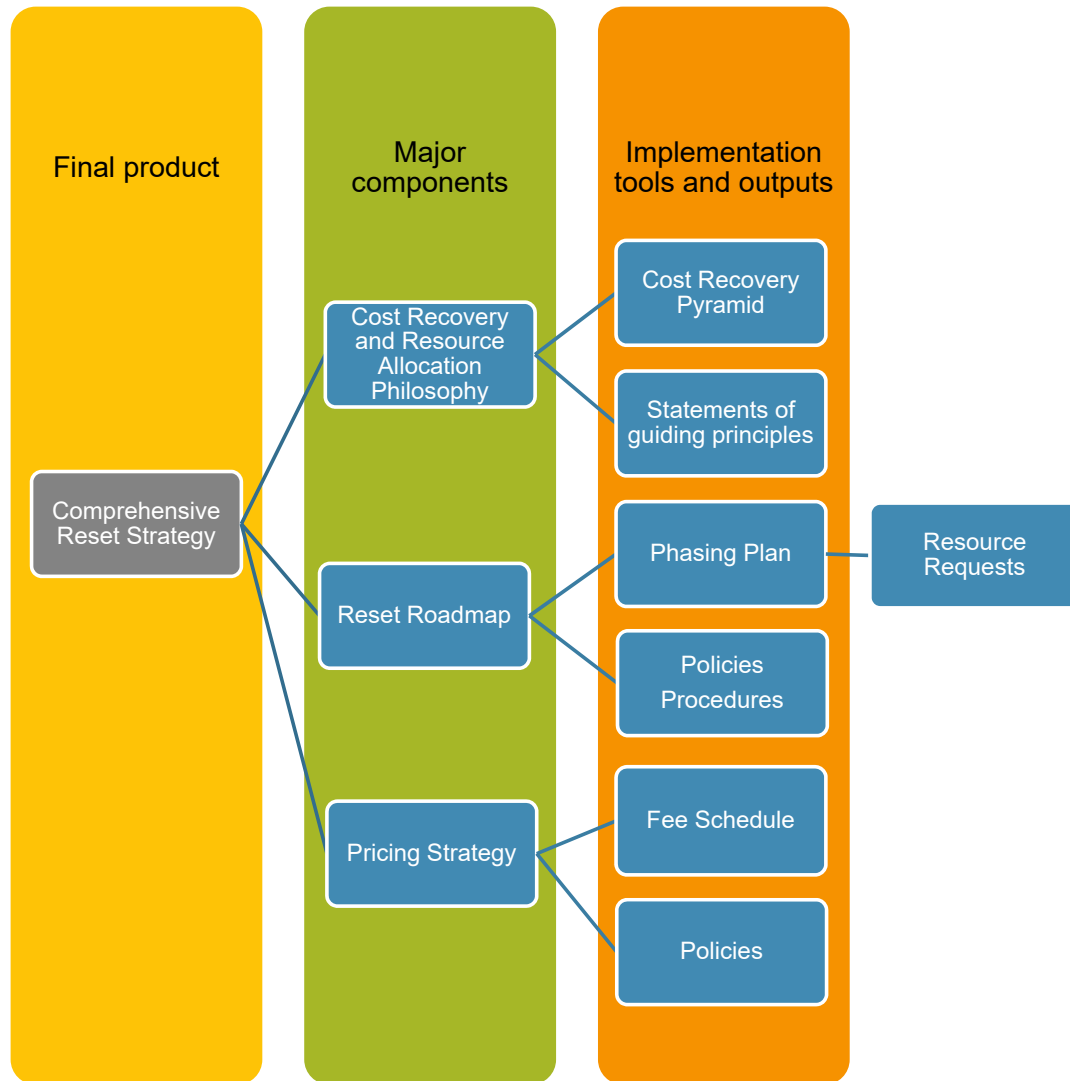 Final product
Major
components
Implementation
tools and outputs
Comprehensive
Reset Strategy
Cost Recovery
and Resource
Allocation
Philosophy
Reset Roadmap
Pricing Strategy
Cost Recovery
Pyramid
Statements of
guiding principles
Phasing Plan
Policies
Procedures
Fee Schedule
Policies
Resource
Requests